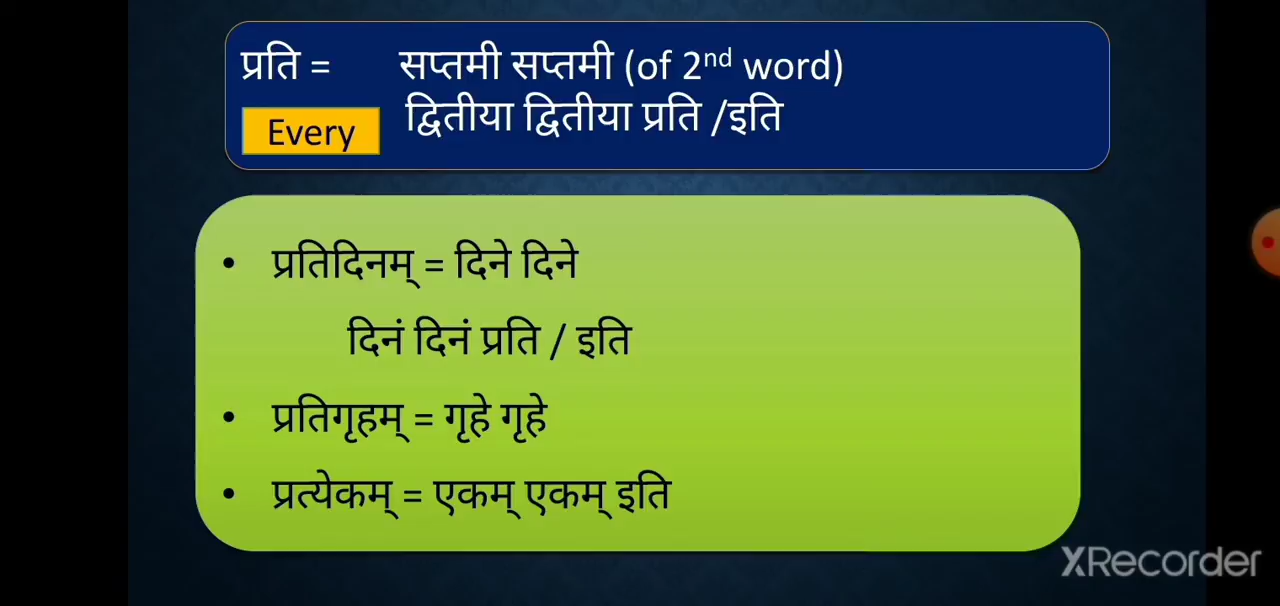 प्रति = सप्तमी सप्तमी (of 2nd word)
Every द्वितीया द्वितीया प्रति /इति
• प्रतिदिनम् = दिने दिने
दिनं दिनं प्रति / इति
• प्रतिगृहम् = गृहे गृहे
• प्रत्येकम् = एकम् एकम् इति
XRecorder